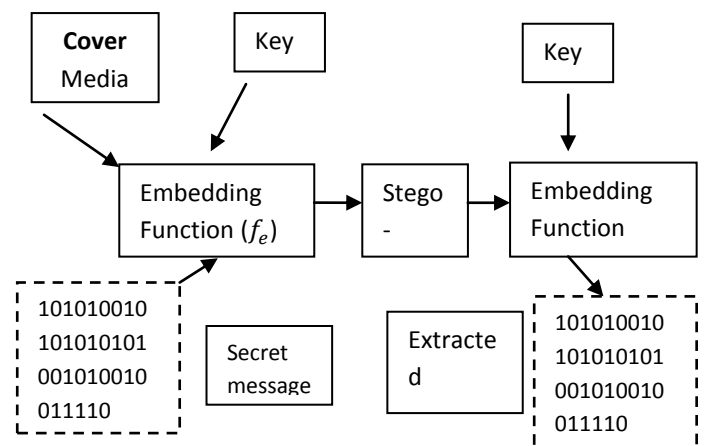 Cover
Media
Key
Key
Embedding
Function (fₑ)
Stego
-
Embedding
Function
101010010
101010101
001010010
011110
Secret
message
Extracte
d
101010010
101010101
001010010
011110